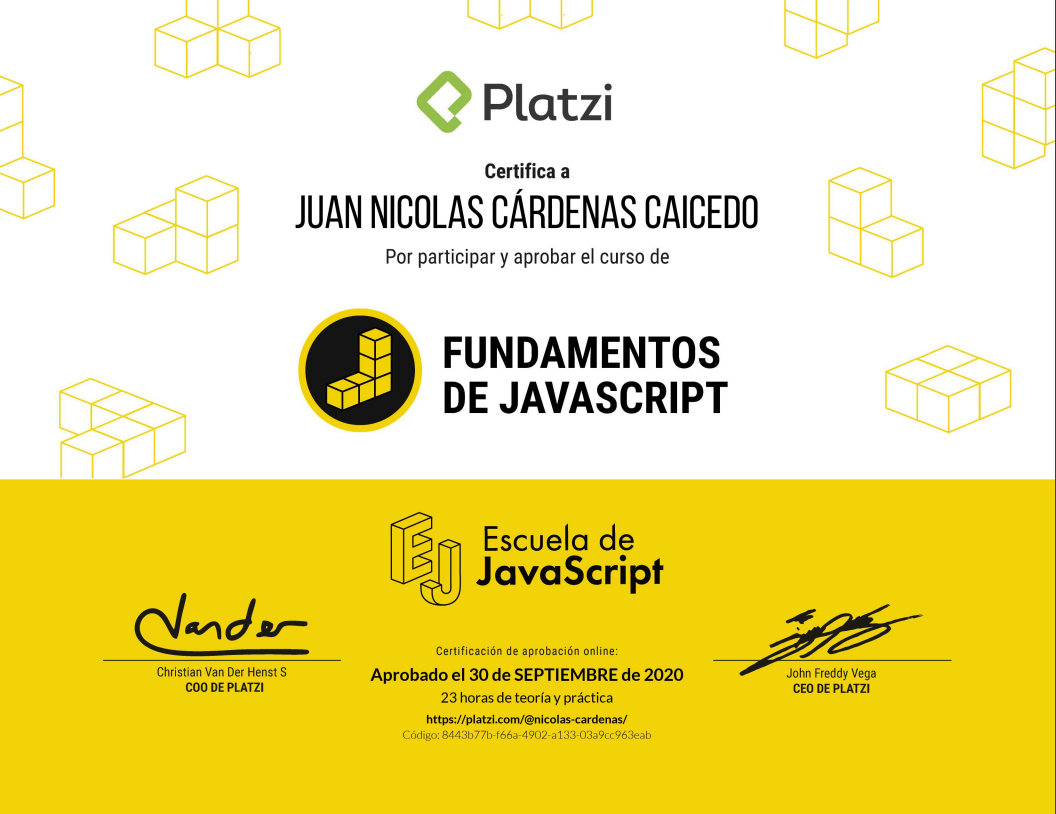 Platzi
Certifica a
JUAN NICOLAS CÁRDENAS CAICEDO
Por participar y aprobar el curso de
FUNDAMENTOS
DE JAVASCRIPT
EJ
Escuela de
JavaScript
Vander
Christian Van Der Henst S
COO DE PLATZI
Certificación de aprobación online:
Aprobado el 30 de SEPTIEMBRE de 2020
23 horas de teoría y práctica
https://platzi.com/@nicolas-cardenas/
Código: 8443b77b-f66a-4902-a133-03a9cc963eab
John Freddy Vega
CEO DE PLATZI